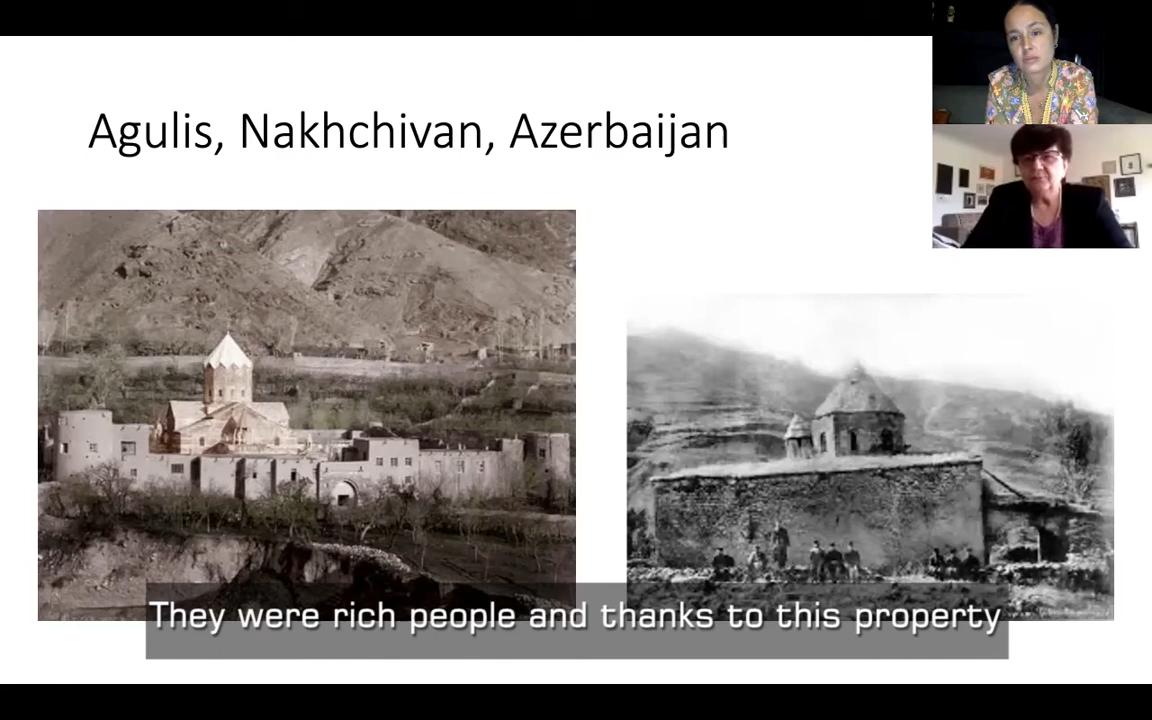 Agulis, Nakhchivan, Azerbaijan
They were rich people and thanks to this property